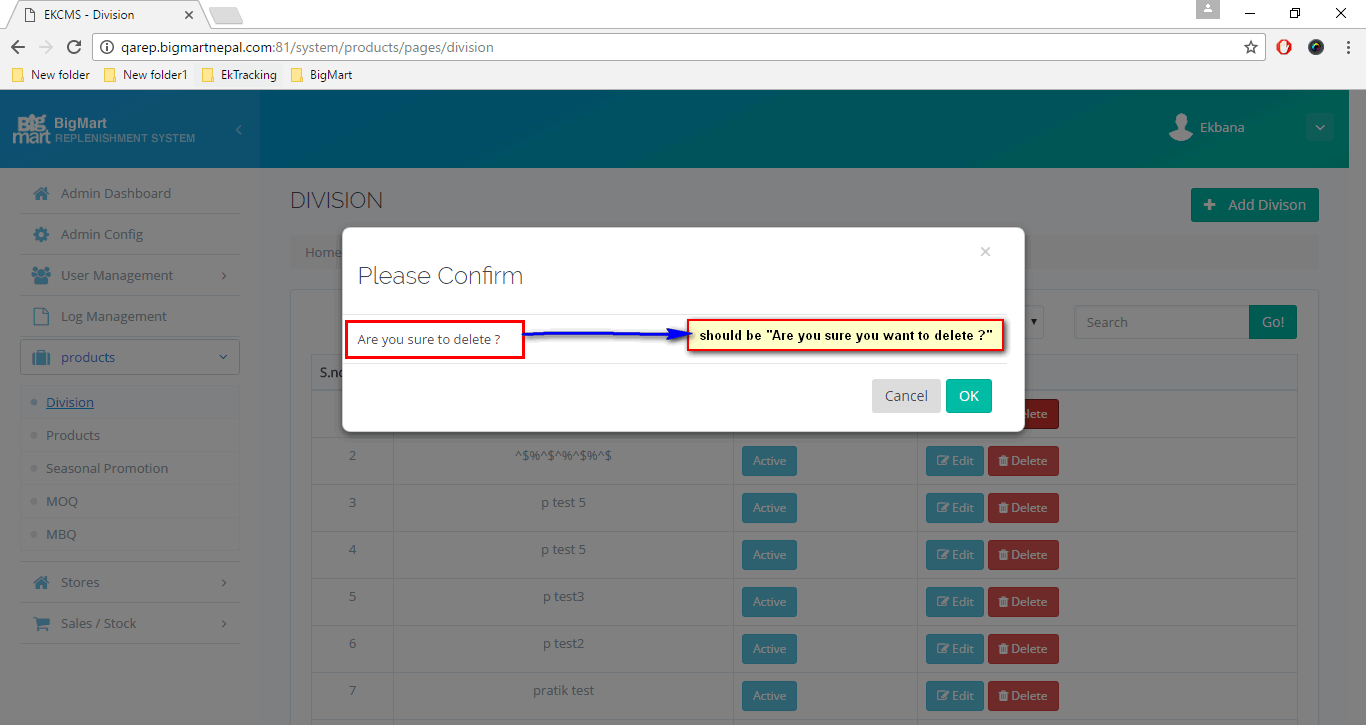 EKCMS - Division
qarep.bigmartnepal.com:81/system/products/pages/division
New folder
New folder1
EkTracking
BigMart
Big mart
BigMart
REPLENISHMENT SYSTEM
Ekbana
Admin Dashboard
Admin Config
User Management
Log Management
products
Division
Products
Seasonal Promotion
MOQ
MBQ
Stores
Sales / Stock
DIVISION
Add Divison
Home
Please Confirm
×
Are you sure to delete ?
should be "Are you sure you want to delete ?"
Cancel
OK
Search
Go!
S.no
lete
2 ^$%^$^%^$%^$ Active Edit Delete
3 p test 5 Active Edit Delete
4 p test 5 Active Edit Delete
5 p test3 Active Edit Delete
6 p test2 Active Edit Delete
7 pratik test Active Edit Delete